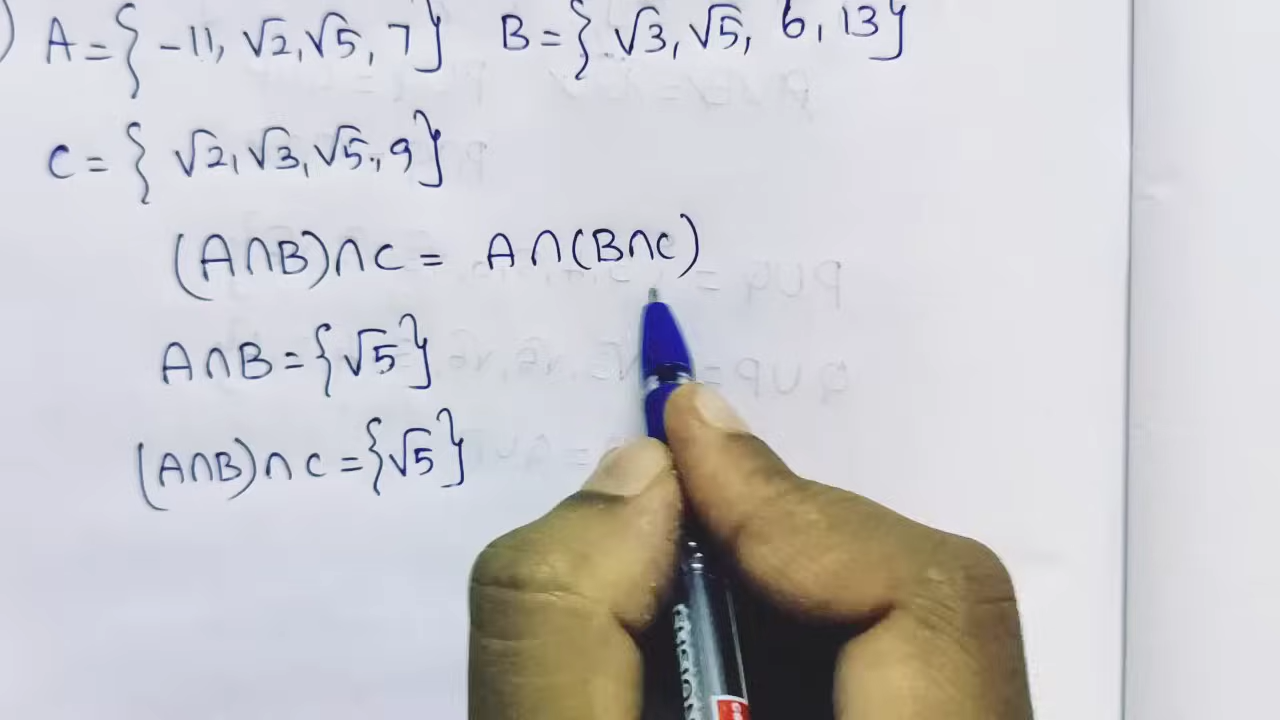 ) A = { -11, √2, √5, 7 } B = { √3, √5, 6, 13 }
C = { √2, √3, √5, 9 }
(A∩B)∩C = A∩(B∩C)
A∩B = {√5}
(A∩B)∩C = {√5}